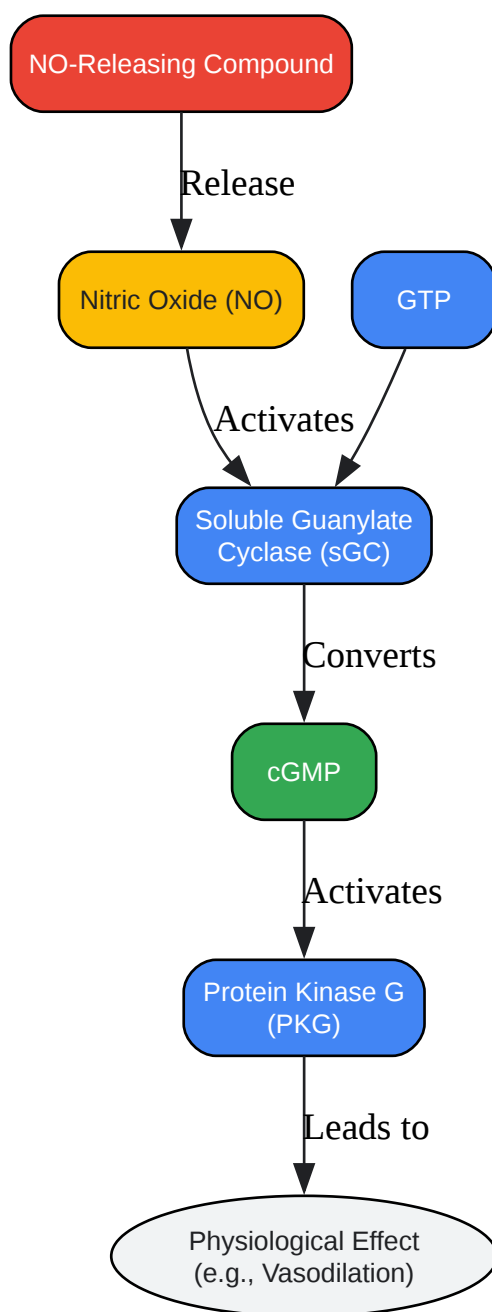 NO-Releasing Compound
Release
Nitric Oxide (NO)
GTP
Activates
Soluble Guanylate
Cyclase (sGC)
Converts
cGMP
Activates
Protein Kinase G
(PKG)
Leads to
Physiological Effect
(e.g., Vasodilation)